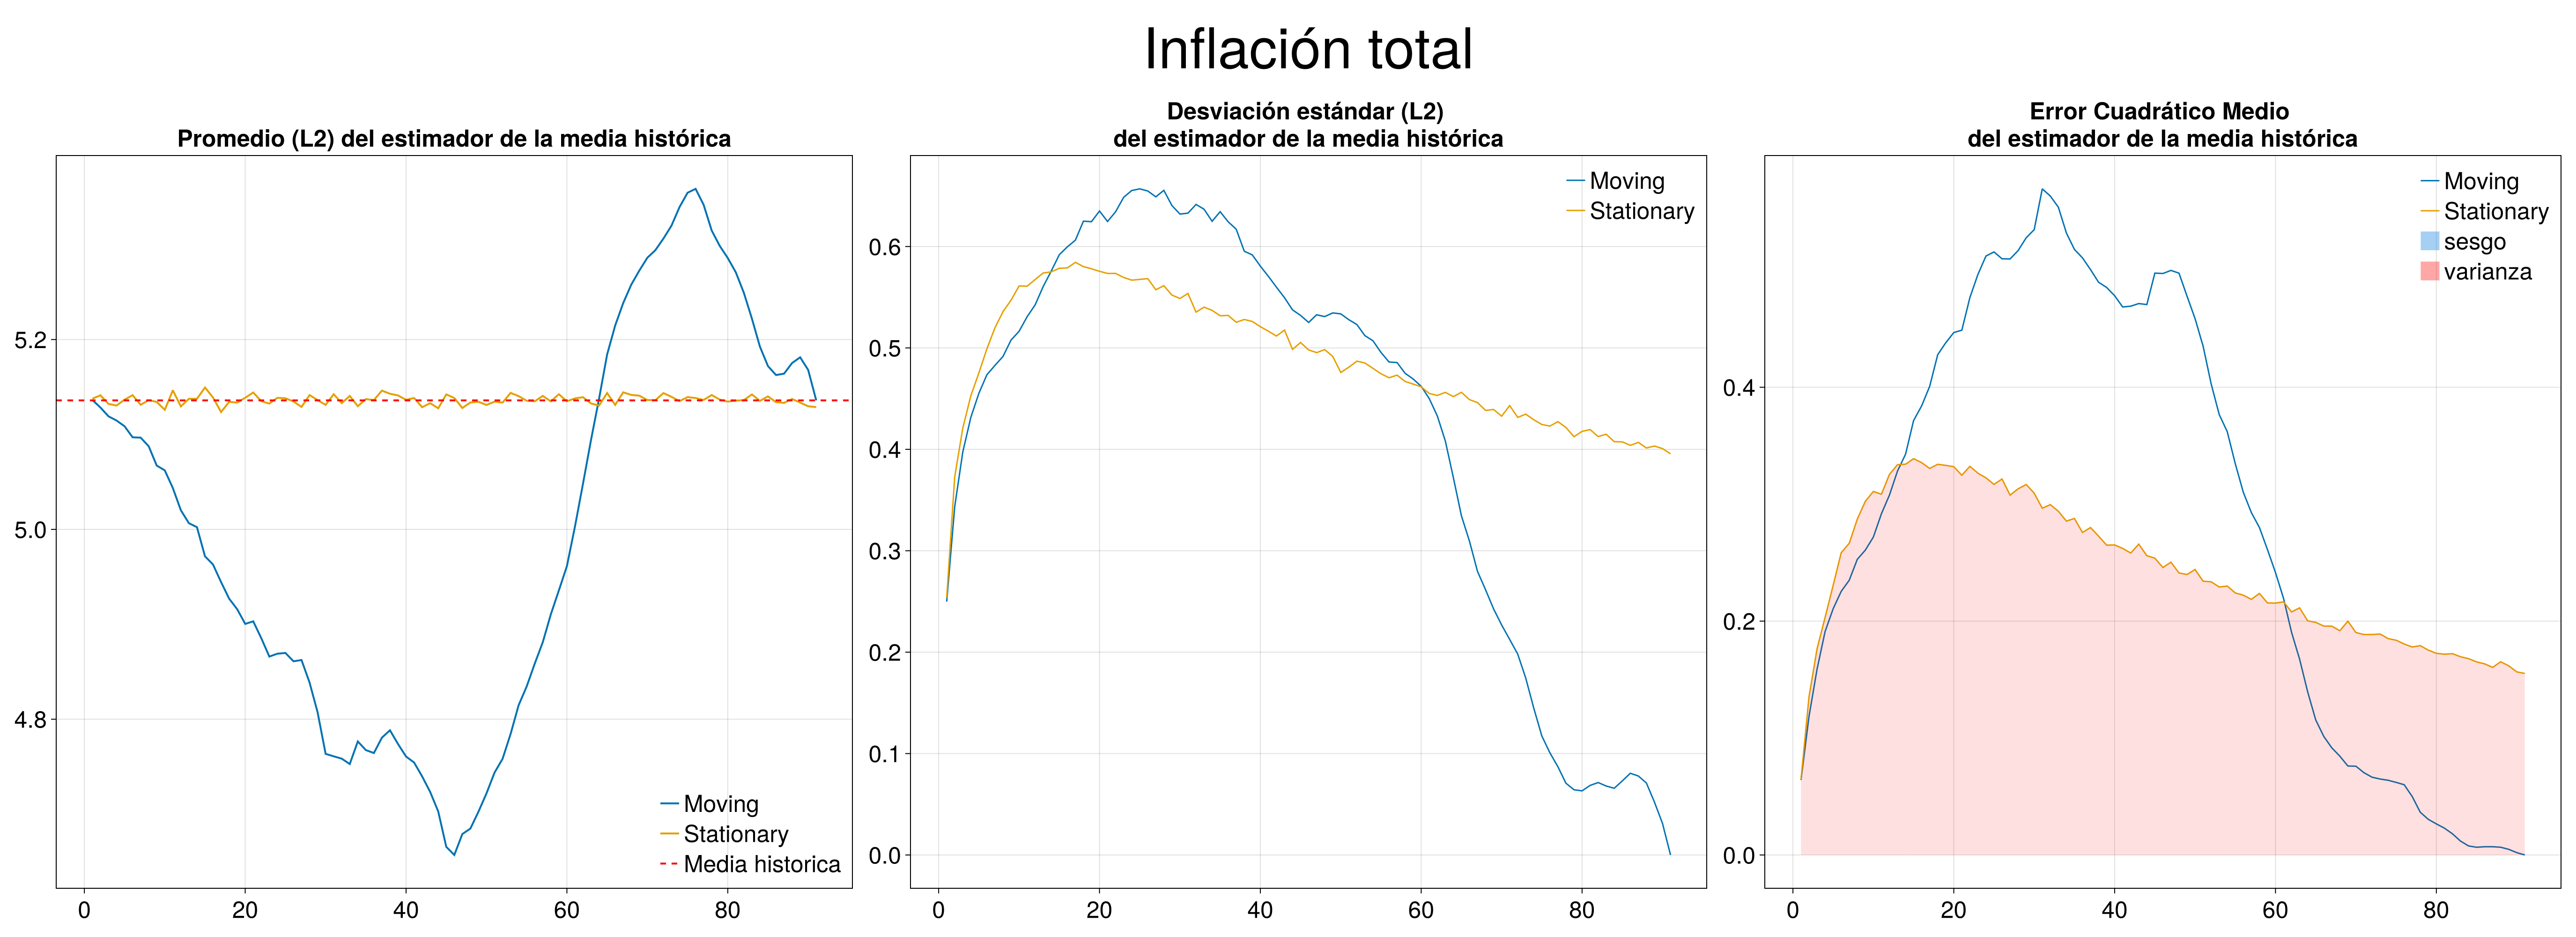 Inflación total
Promedio (L2) del estimador de la media histórica
5.2
5.0
4.8
0
20
40
60
80
Moving
Stationary
Media historica
Desviación estándar (L2)
del estimador de la media histórica
0.6
0.5
0.4
0.3
0.2
0.1
0.0
0
20
40
60
80
Moving
Stationary
Error Cuadrático Medio
del estimador de la media histórica
0.4
0.2
0.0
0
20
40
60
80
Moving
Stationary
sesgo
varianza